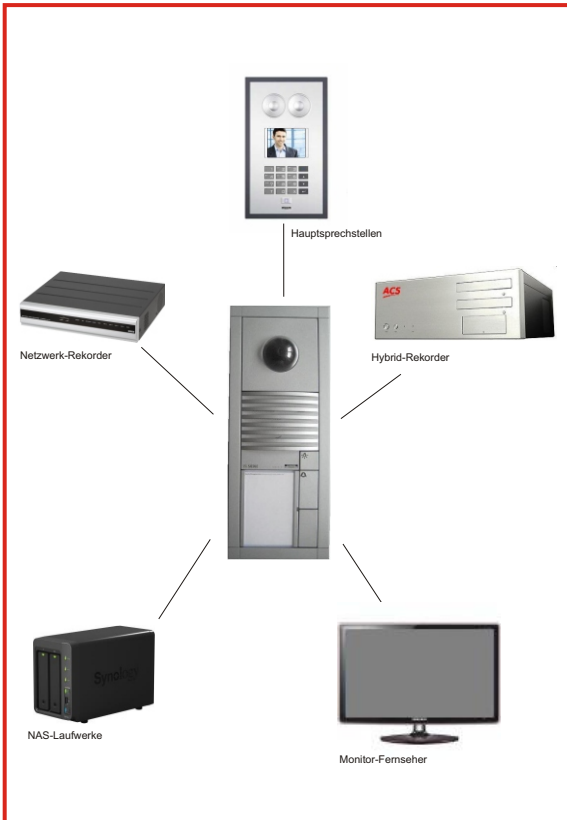 Hauptsprechstellen
ACS
Netzwerk-Rekorder
Hybrid-Rekorder
Synology
NAS-Laufwerke
Monitor-Fernseher